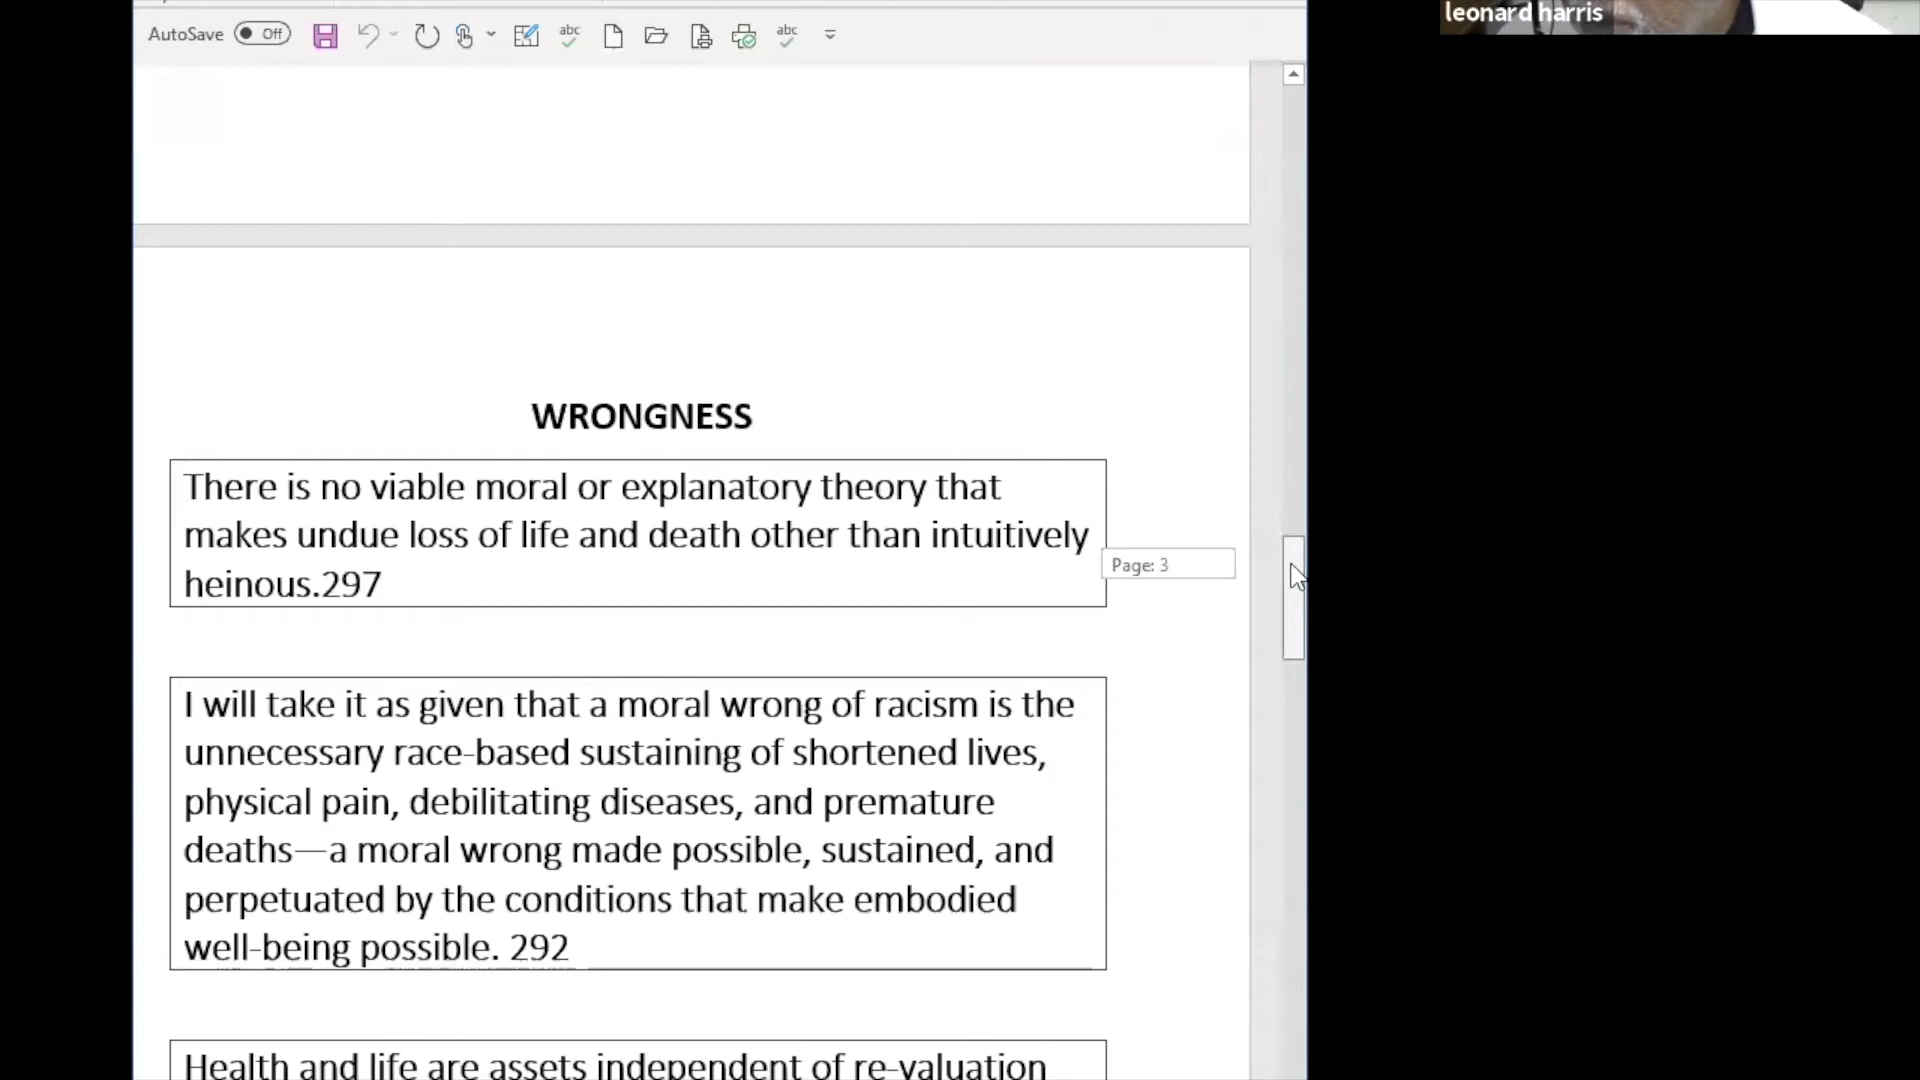 AutoSave Off abc abc
leonard harris
WRONGNESS
There is no viable moral or explanatory theory that
makes undue loss of life and death other than intuitively
heinous.297
Page: 3
I will take it as given that a moral wrong of racism is the
unnecessary race-based sustaining of shortened lives,
physical pain, debilitating diseases, and premature
deaths—a moral wrong made possible, sustained, and
perpetuated by the conditions that make embodied
well-being possible. 292
Health and life are assets independent of re-valuation